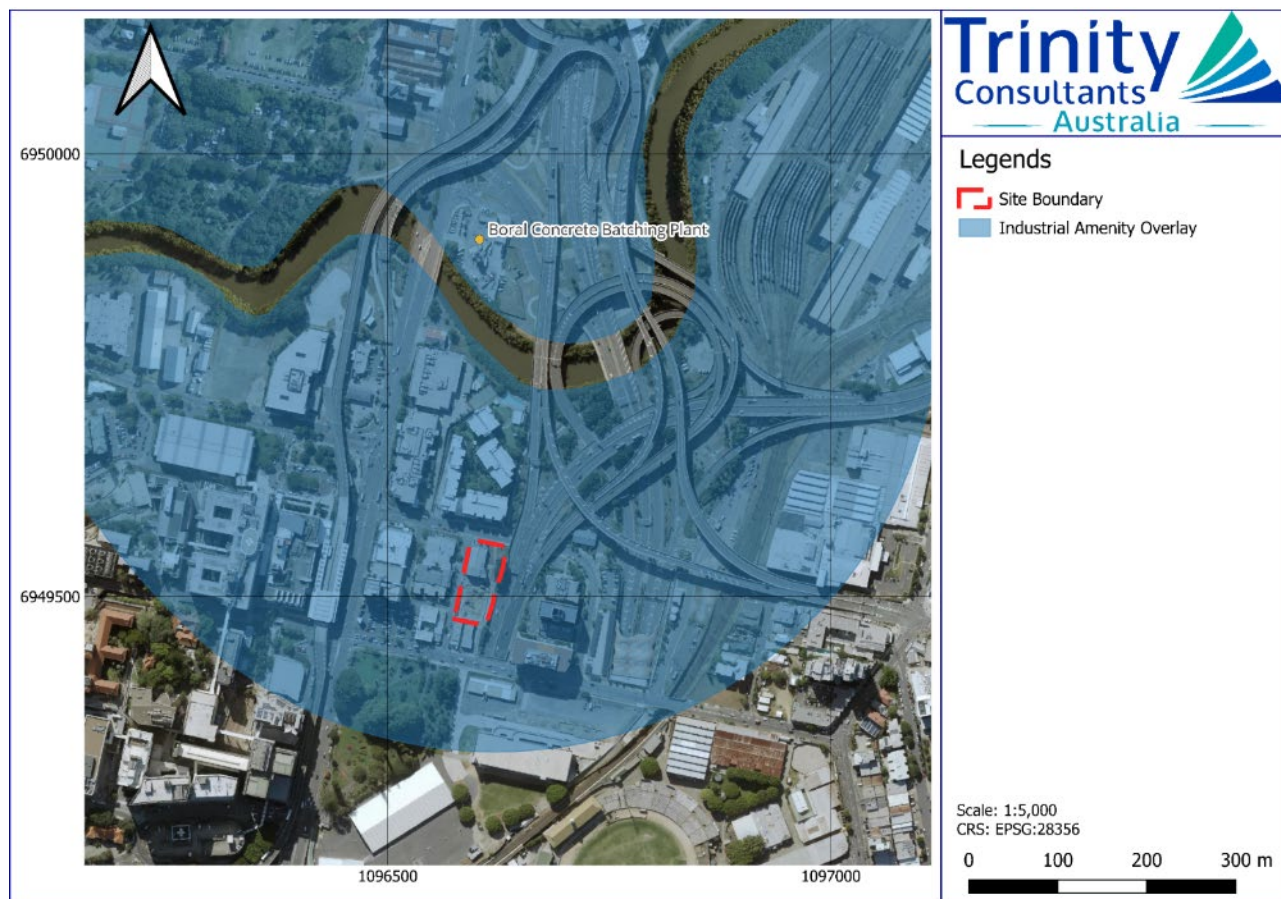 Trinity
Consultants
Australia
Legends
Site Boundary
Industrial Amenity Overlay
6950000
Boral Concrete Batching Plant
6949500
1096500
1097000
Scale: 1:5,000
CRS: EPSG:28356
0 100 200 300 m